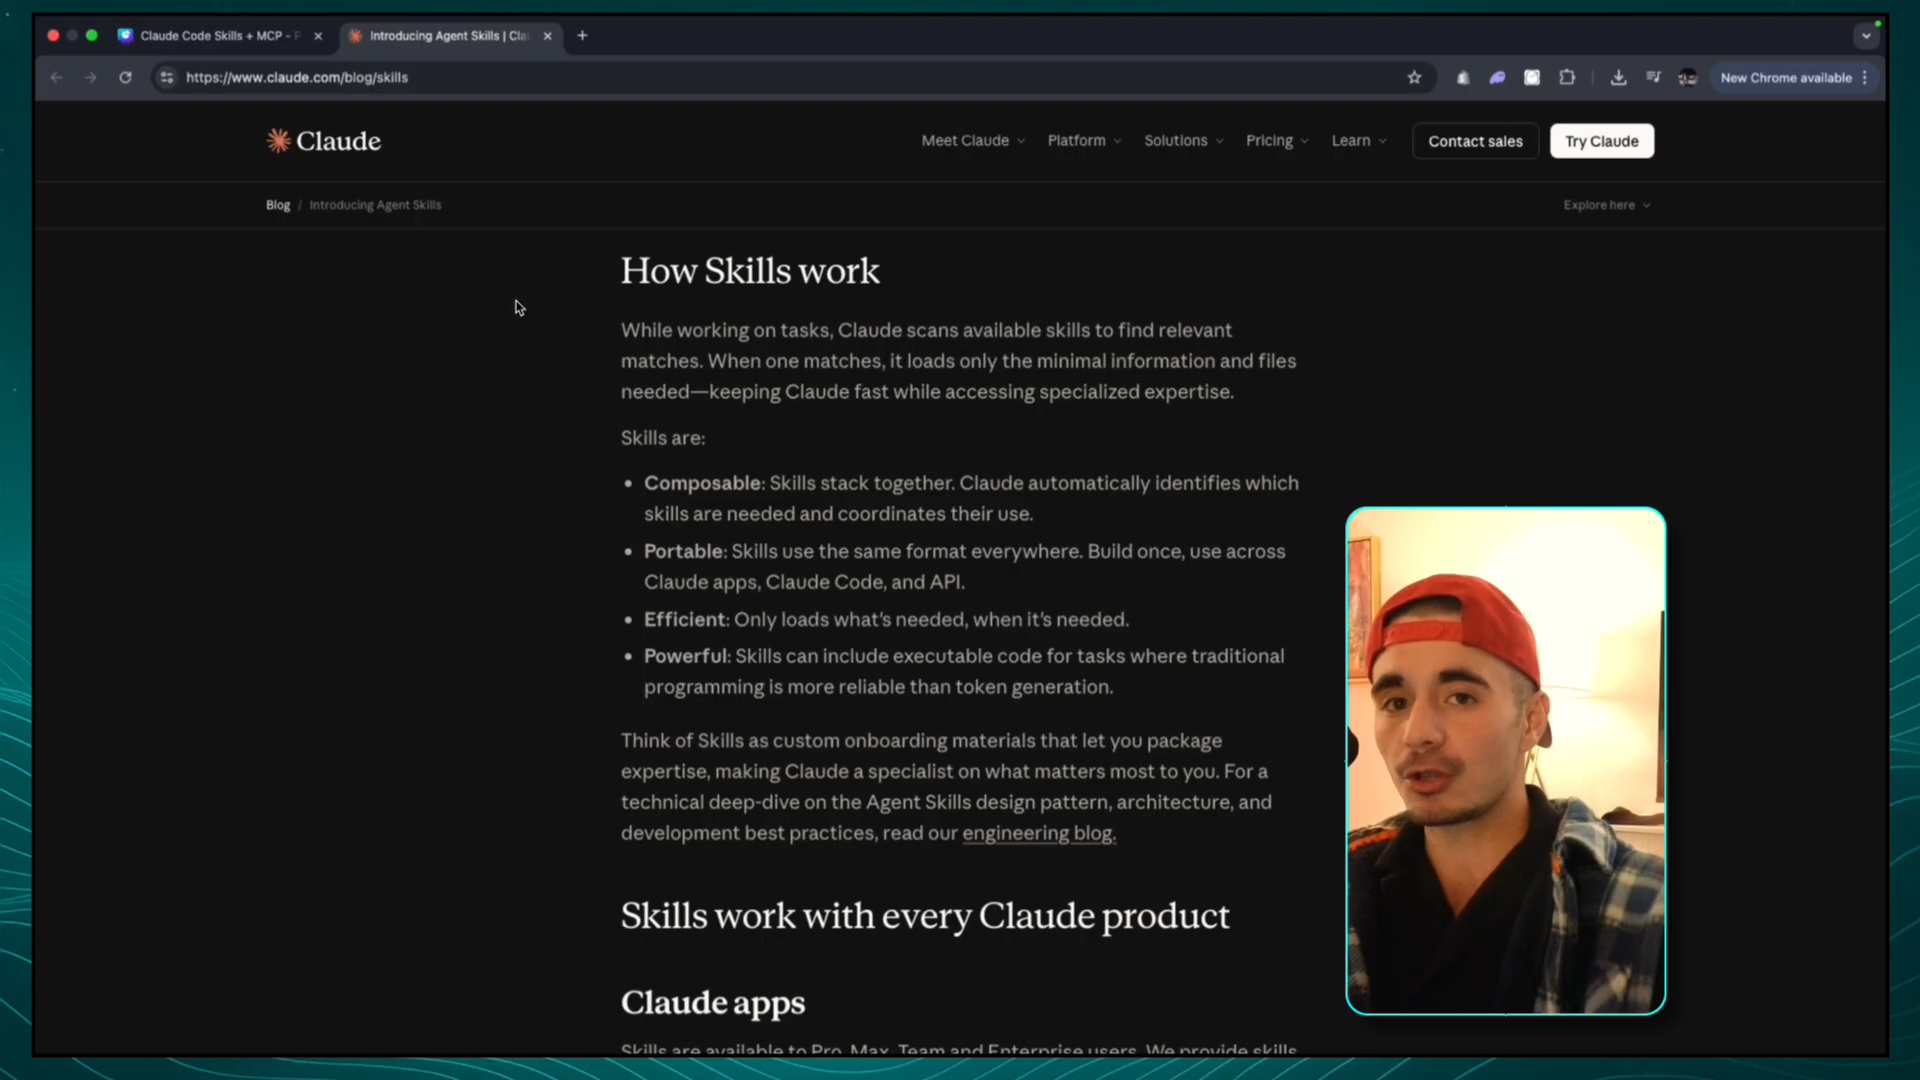 Claude Code Skills + MCP - P
Introducing Agent Skills | Cla
https://www.claude.com/blog/skills
New Chrome available
Claude
Meet Claude
Platform
Solutions
Pricing
Learn
Contact sales
Try Claude
Blog / Introducing Agent Skills
Explore here
How Skills work
While working on tasks, Claude scans available skills to find relevant
matches. When one matches, it loads only the minimal information and files
needed—keeping Claude fast while accessing specialized expertise.
Skills are:
• Composable: Skills stack together. Claude automatically identifies which
skills are needed and coordinates their use.
• Portable: Skills use the same format everywhere. Build once, use across
Claude apps, Claude Code, and API.
• Efficient: Only loads what's needed, when it's needed.
• Powerful: Skills can include executable code for tasks where traditional
programming is more reliable than token generation.
Think of Skills as custom onboarding materials that let you package
expertise, making Claude a specialist on what matters most to you. For a
technical deep-dive on the Agent Skills design pattern, architecture, and
development best practices, read our engineering blog.
Skills work with every Claude product
Claude apps
Skills are available to Pro, Max, Team and Enterprise users. We provide skills